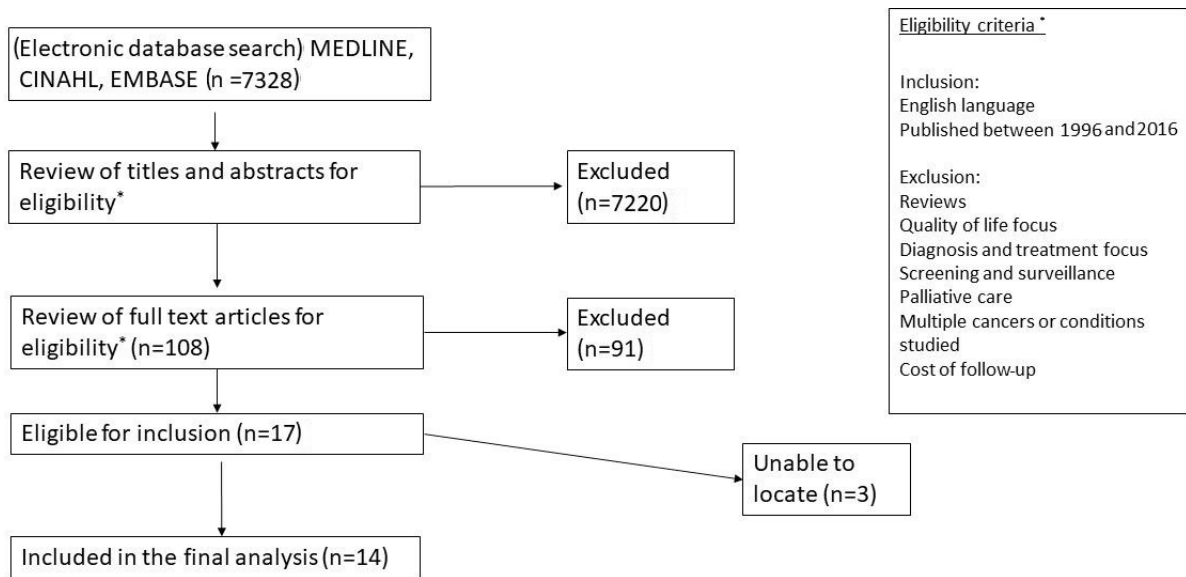 (Electronic database search) MEDLINE,
CINAHL, EMBASE (n =7328)
Review of titles and abstracts for
eligibility*
Excluded
(n=7220)
Review of full text articles for
eligibility* (n=108)
Excluded
(n=91)
Eligible for inclusion (n=17)
Unable to
locate (n=3)
Included in the final analysis (n=14)
Eligibility criteria *
Inclusion:
English language
Published between 1996 and 2016
Exclusion:
Reviews
Quality of life focus
Diagnosis and treatment focus
Screening and surveillance
Palliative care
Multiple cancers or conditions
studied
Cost of follow-up